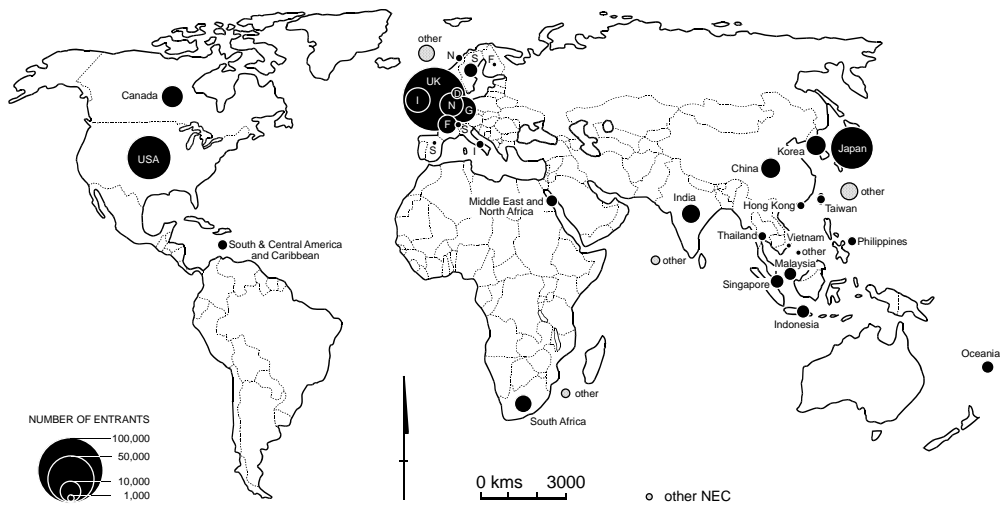 other
N
S
UK
I
D
N
G
F
S
S
I
Canada
USA
Korea
Japan
China
other
India
Hong Kong
Taiwan
Middle East and
North Africa
South & Central America
and Caribbean
Thailand
Vietnam
other
Philippines
other
Malaysia
Singapore
Indonesia
Oceania
other
South Africa
NUMBER OF ENTRANTS
100,000
50,000
10,000
1,000
0 kms 3000
other NEC